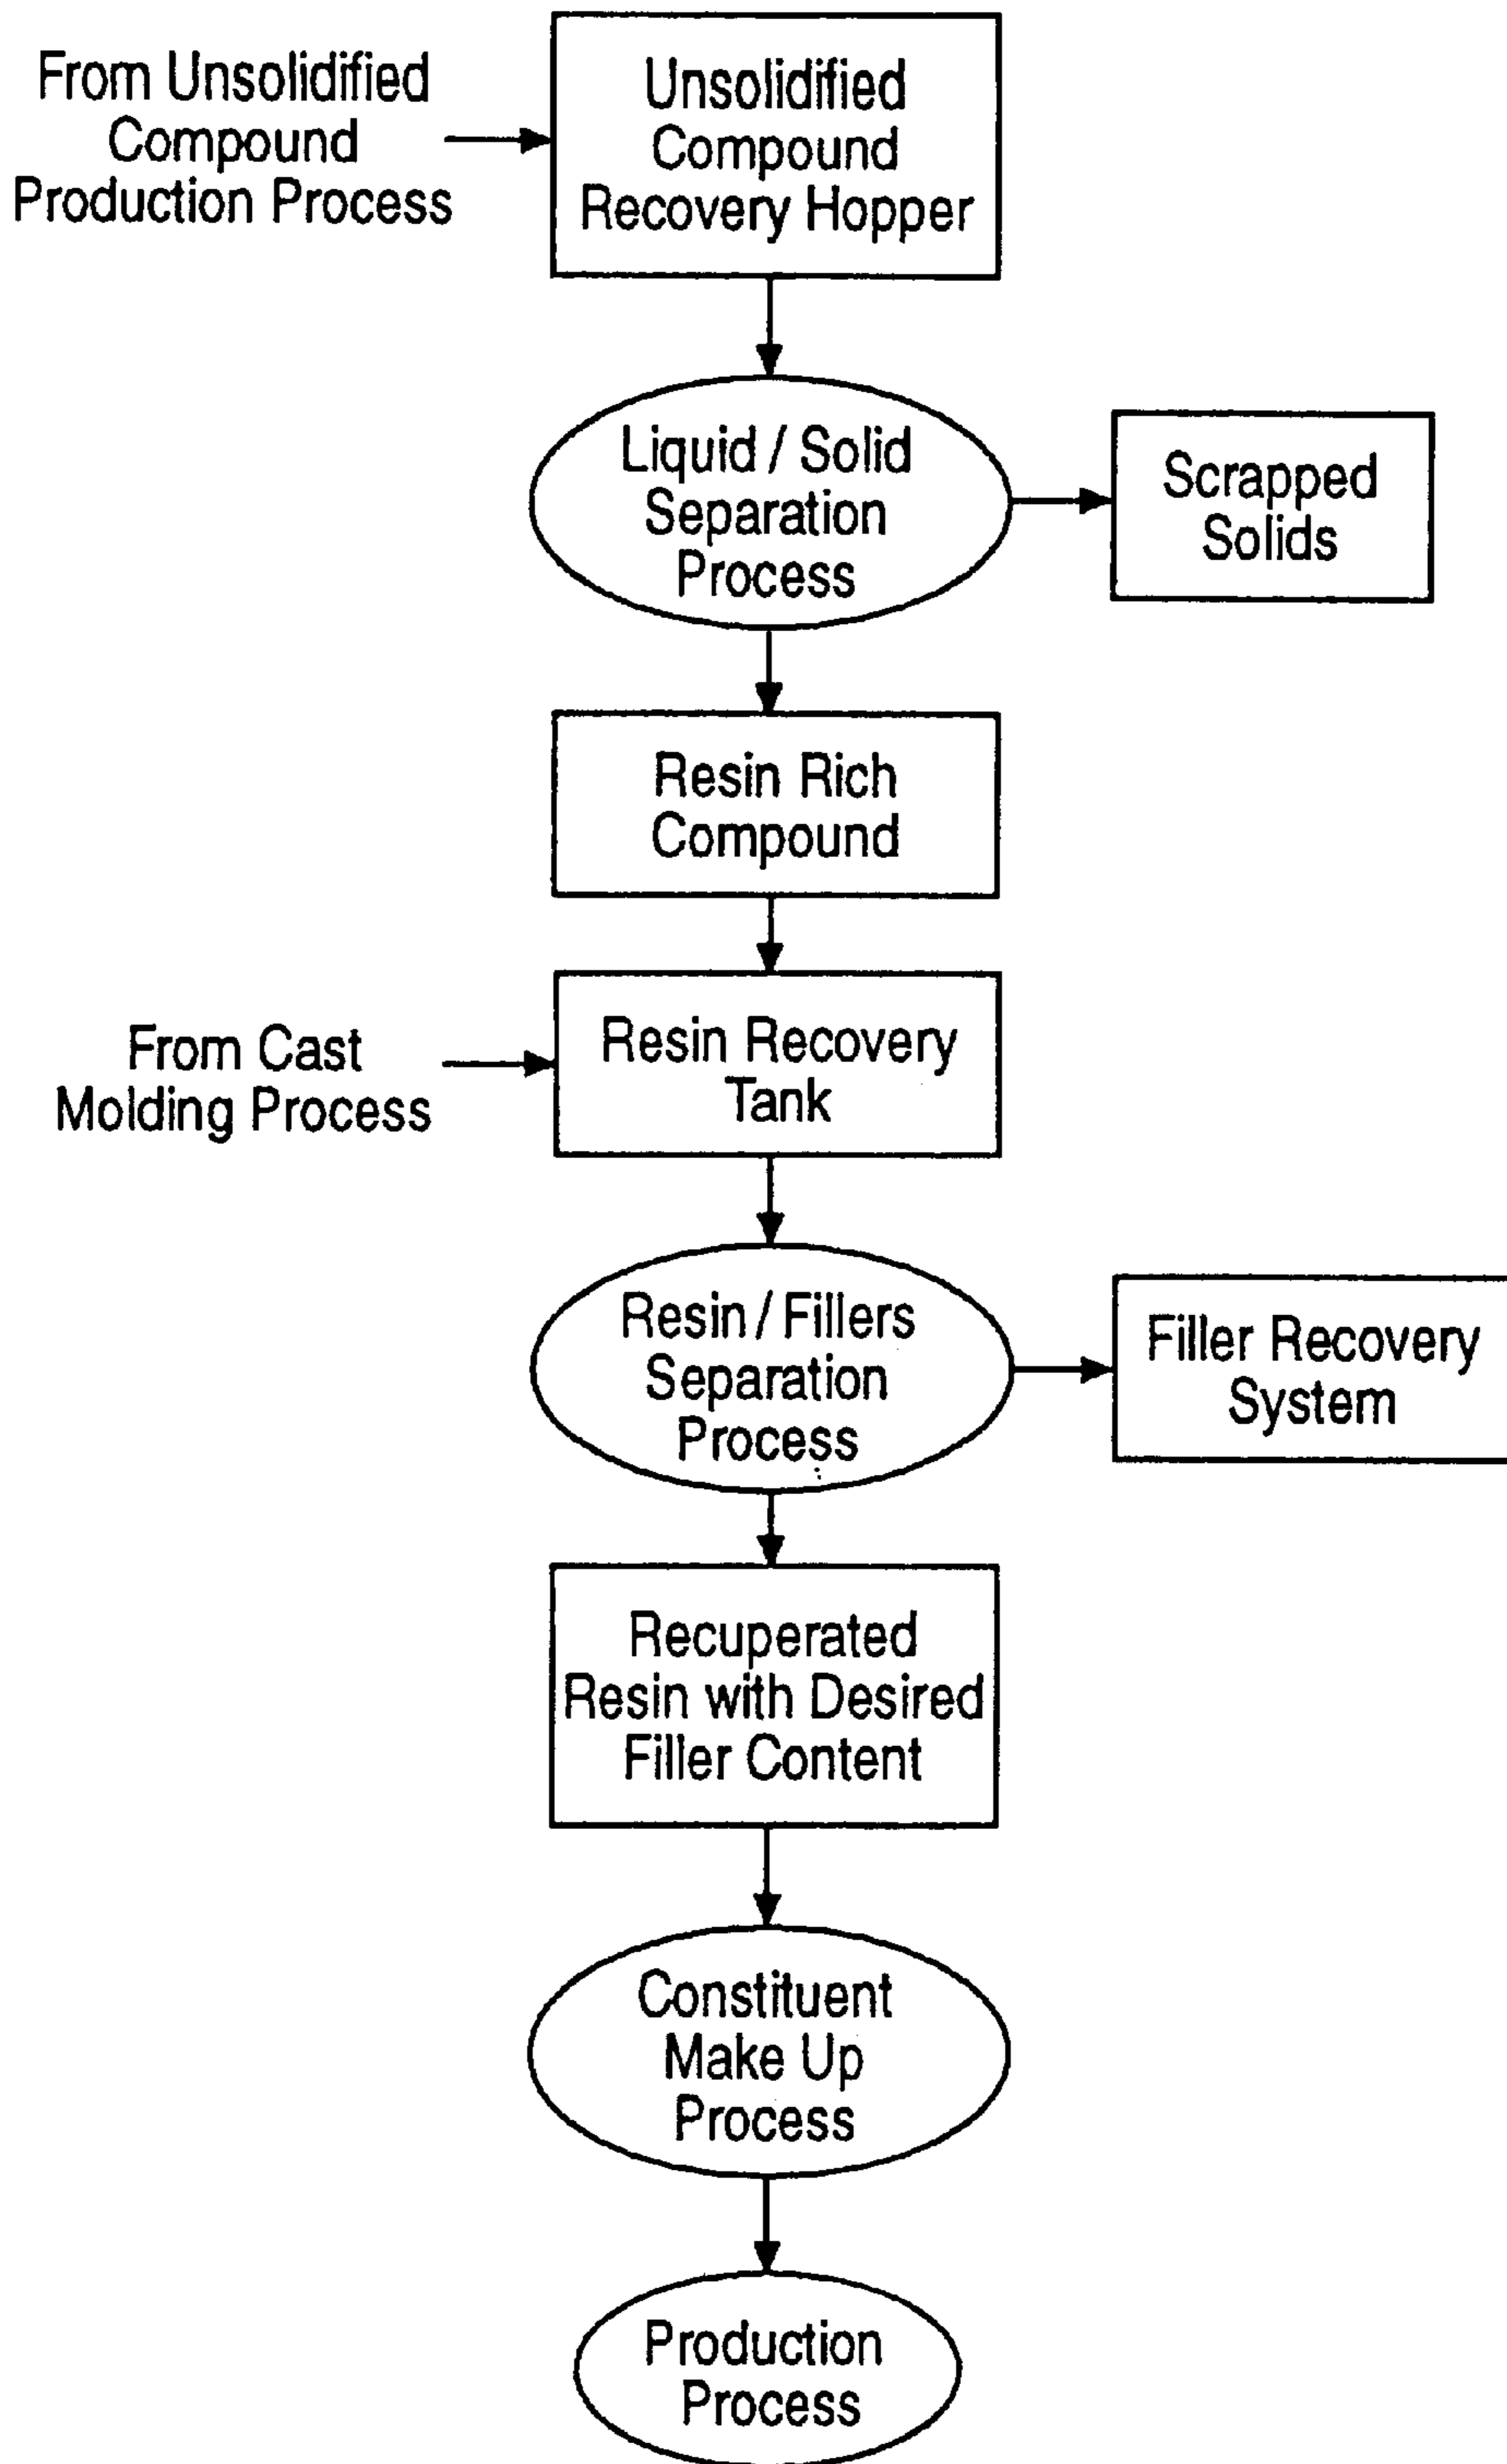 From Unsolidified
Compound
Production Process
Unsolidified
Compound
Recovery Hopper
Liquid / Solid
Separation
Process
Scrapped
Solids
Resin Rich
Compound
From Cast
Molding Process
Resin Recovery
Tank
Resin / Fillers
Separation
Process
Filler Recovery
System
Recuperated
Resin with Desired
Filler Content
Constituent
Make Up
Process
Production
Process